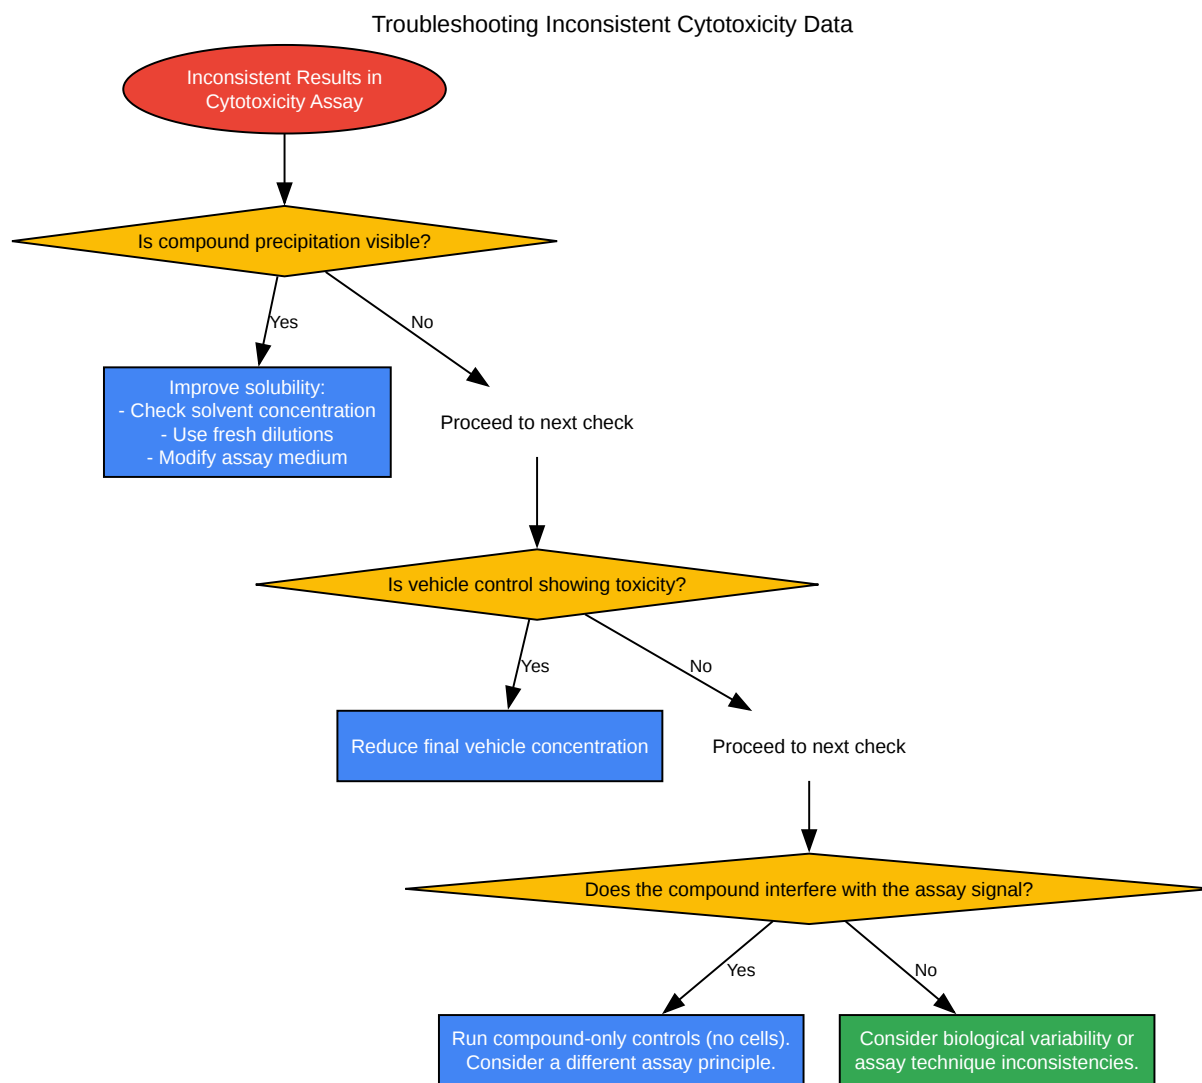 Troubleshooting Inconsistent Cytotoxicity Data
Inconsistent Results in
Cytotoxicity Assay
Is compound precipitation visible?
Yes
No
Improve solubility:
- Check solvent concentration
- Use fresh dilutions
- Modify assay medium
Proceed to next check
Is vehicle control showing toxicity?
Yes
No
Reduce final vehicle concentration
Proceed to next check
Does the compound interfere with the assay signal?
Yes
No
Run compound-only controls (no cells).
Consider a different assay principle.
Consider biological variability or
assay technique inconsistencies.